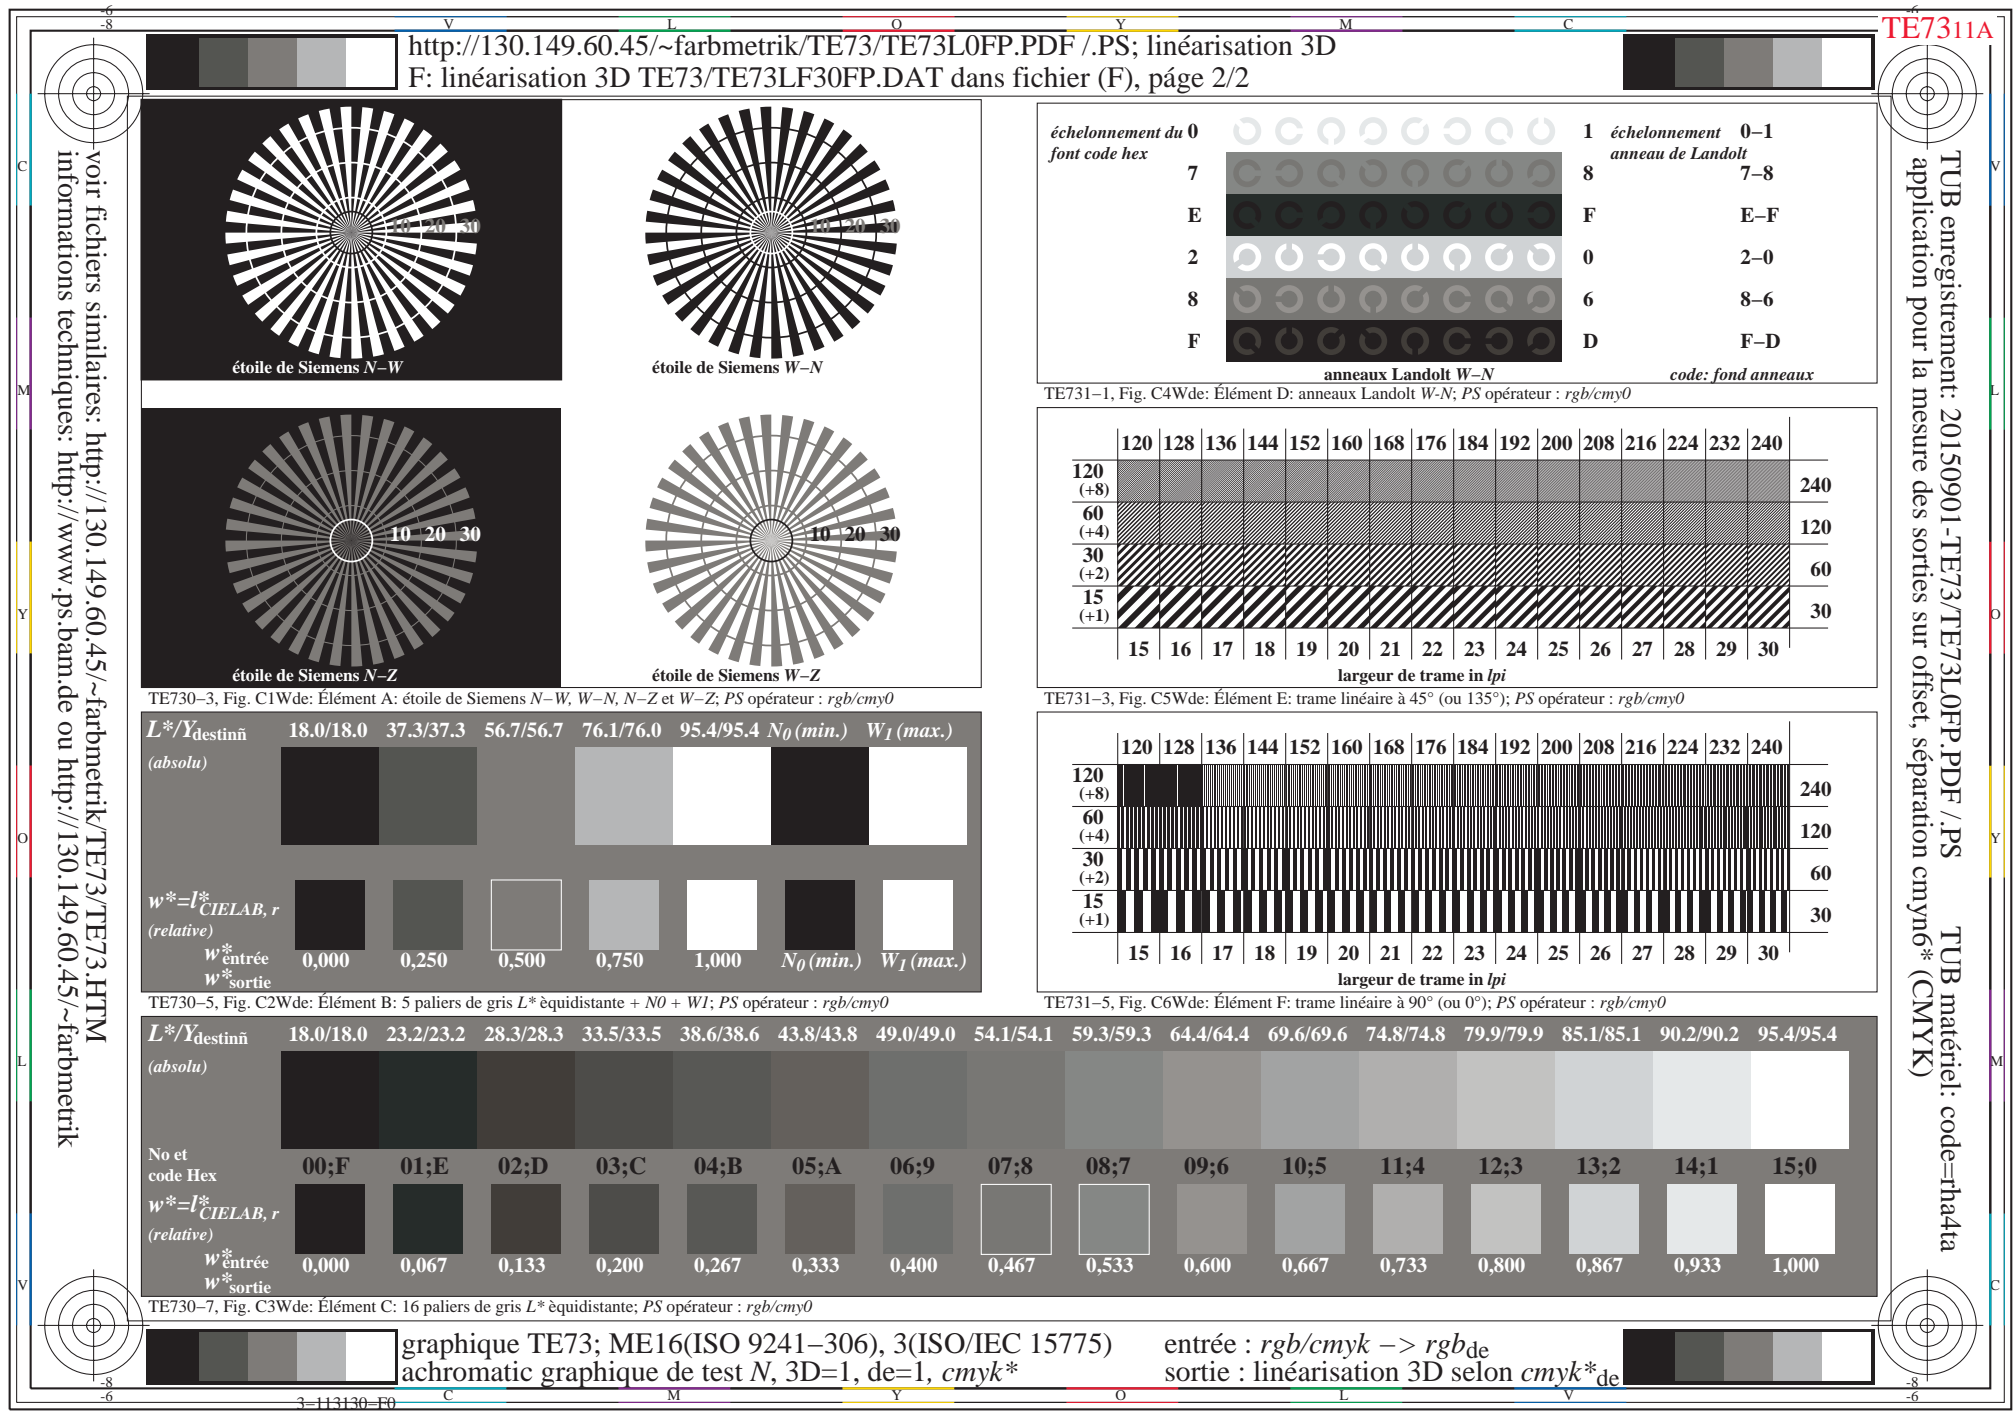 -6
-8
V
L
O
Y
M
C
-6
TE7311A
http://130.149.60.45/~farbmetrik/TE73/TE73L0FP.PDF /.PS; linéarisation 3D
F: linéarisation 3D TE73/TE73LF30FP.DAT dans fichier (F), páge 2/2
voir fichiers similaires: http://130.149.60.45/~farbmetrik/TE73/TE73.HTM
informations techniques: http://www.ps.bam.de ou http://130.149.60.45/~farbmetrik
C
M
Y
O
L
V
10 20 30
10 20 30
étoile de Siemens N–W
étoile de Siemens W–N
10 20 30
10 20 30
étoile de Siemens N–Z
étoile de Siemens W–Z
TE730–3, Fig. C1Wde: Élément A: étoile de Siemens N–W, W–N, N–Z et W–Z; PS opérateur : rgb/cmy0
L*/Ydestinñ 18.0/18.0 37.3/37.3 56.7/56.7 76.1/76.0 95.4/95.4 N0 (min.) W1 (max.)
(absolu)
w*=l*CIELAB, r
(relative)
w*entrée 0,000 0,250 0,500 0,750 1,000 N0 (min.) W1 (max.)
w*sortie
TE730–5, Fig. C2Wde: Élément B: 5 paliers de gris L* èquidistante + N0 + W1; PS opérateur : rgb/cmy0
échelonnement du 0 1 échelonnement 0–1
font code hex anneau de Landolt
7 8 7–8
E F E–F
2 0 2–0
8 6 8–6
F D F–D
anneaux Landolt W–N code: fond anneaux
TE731–1, Fig. C4Wde: Élément D: anneaux Landolt W-N; PS opérateur : rgb/cmy0
120 128 136 144 152 160 168 176 184 192 200 208 216 224 232 240
120
(+8) 240
60
(+4) 120
30
(+2) 60
15
(+1) 30
15 16 17 18 19 20 21 22 23 24 25 26 27 28 29 30
largeur de trame in lpi
TE731–3, Fig. C5Wde: Élément E: trame linéaire à 45° (ou 135°); PS opérateur : rgb/cmy0
120 128 136 144 152 160 168 176 184 192 200 208 216 224 232 240
120
(+8) 240
60
(+4) 120
30
(+2) 60
15
(+1) 30
15 16 17 18 19 20 21 22 23 24 25 26 27 28 29 30
largeur de trame in lpi
TE731–5, Fig. C6Wde: Élément F: trame linéaire à 90° (ou 0°); PS opérateur : rgb/cmy0
L*/Ydestinñ 18.0/18.0 23.2/23.2 28.3/28.3 33.5/33.5 38.6/38.6 43.8/43.8 49.0/49.0 54.1/54.1 59.3/59.3 64.4/64.4 69.6/69.6 74.8/74.8 79.9/79.9 85.1/85.1 90.2/90.2 95.4/95.4
(absolu)
No et
code Hex 00;F 01;E 02;D 03;C 04;B 05;A 06;9 07;8 08;7 09;6 10;5 11;4 12;3 13;2 14;1 15;0
w*=l*CIELAB, r
(relative)
w*entrée 0,000 0,067 0,133 0,200 0,267 0,333 0,400 0,467 0,533 0,600 0,667 0,733 0,800 0,867 0,933 1,000
w*sortie
TE730–7, Fig. C3Wde: Élément C: 16 paliers de gris L* èquidistante; PS opérateur : rgb/cmy0
TUB enregistrement: 20150901-TE73/TE73L0FP.PDF /.PS TUB matériel: code=rha4ta
application pour la mesure des sorties sur offset, séparation cmyn6* (CMYK)
V
L
O
Y
M
C
graphique TE73; ME16(ISO 9241–306), 3(ISO/IEC 15775)
achromatic graphique de test N, 3D=1, de=1, cmyk*
entrée : rgb/cmyk –> rgbde
sortie : linéarisation 3D selon cmyk*de
-8
-6
3–113130–F0
C
M
Y
O
L
V
-8
-6